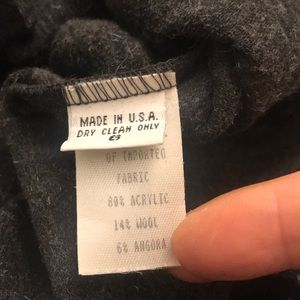 MADE IN U.S.A.
DRY CLEAN ONLY
OF IMPORTED
FABRIC
80% ACRYLIC
14% WOOL
6% ANGORA